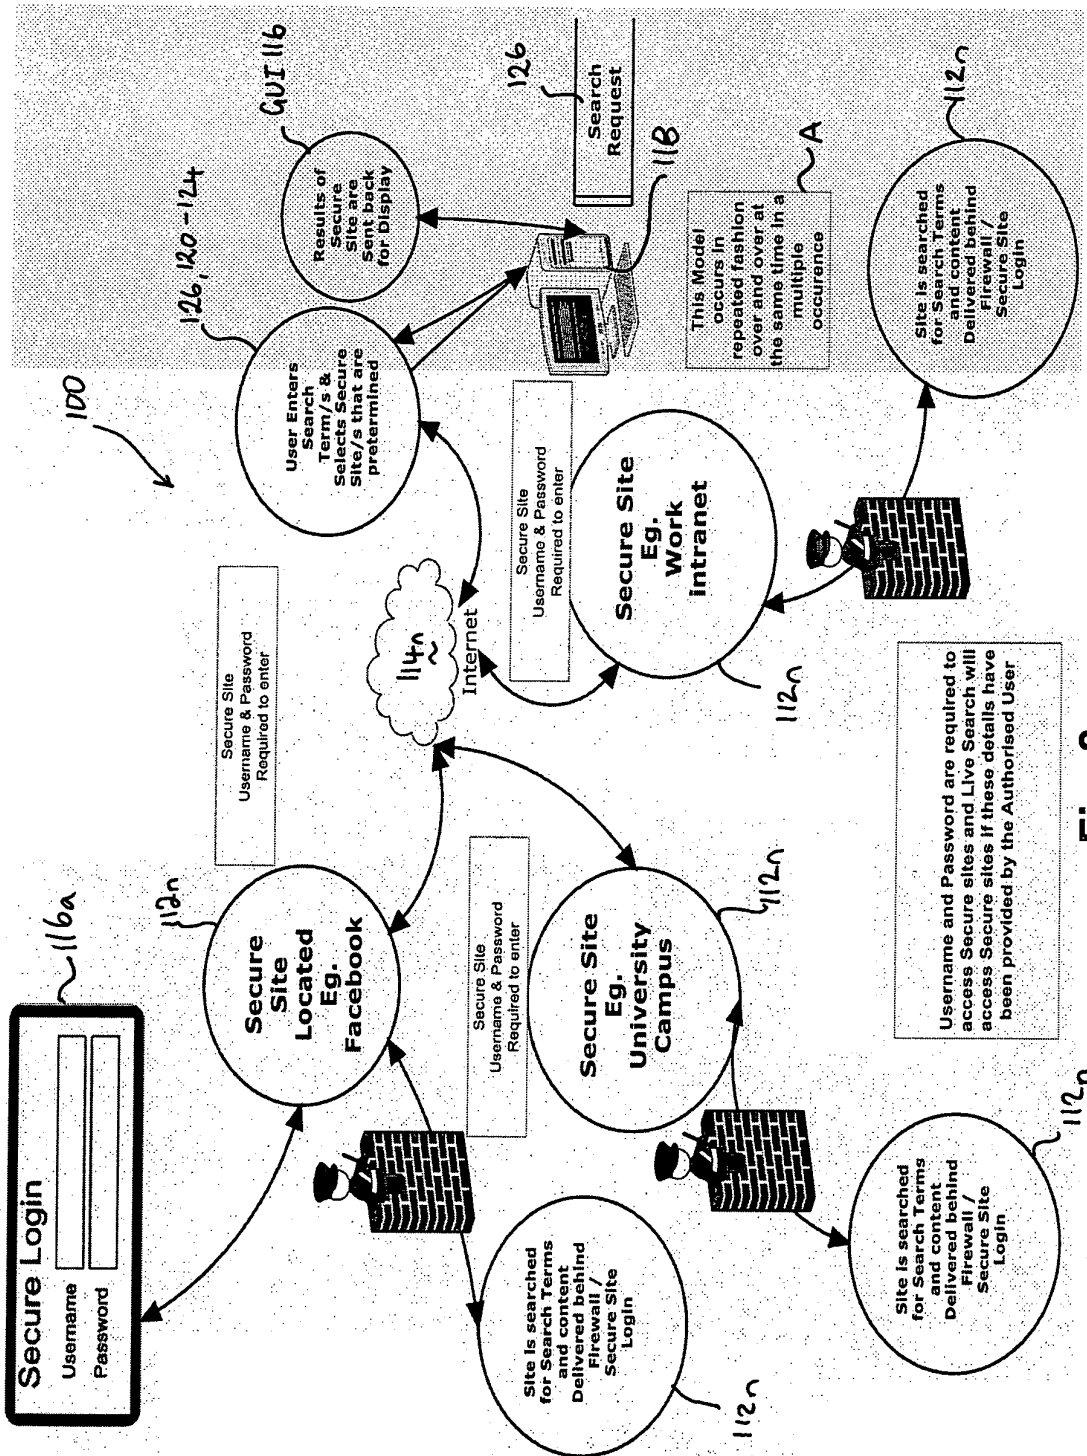 Secure Login
Username
Password
116a
100
Secure Site
Username & Password
Required to enter
126, 120-124
User Enters
Search
Term/s &
Selects Secure
Site/s that are
pretermined
GUI 116
Results of
Secure
Site are
Sent back
for Display
112n
Secure
Site
Located
Eg.
Facebook
114n
Internet
126
Search
Request
118
Secure Site
Username & Password
Required to enter
Secure Site
Username & Password
Required to enter
This Model
occurs in
repeated fashion
over and over at
the same time in a
multiple
occurence
A
Site is searched
for Search Terms
and content
Delivered behind
Firewall /
Secure Site
Login
112n
Secure Site
Eg.
University
Campus
112n
Secure Site
Eg.
Work
intranet
112n
Site is searched
for Search Terms
and content
Delivered behind
Firewall /
Secure Site
Login
112n
Site is searched
for Search Terms
and content
Delivered behind
Firewall /
Secure Site
Login
112n
Username and Password are required to
access Secure sites and Live Search will
access Secure sites if these details have
been provided by the Authorised User